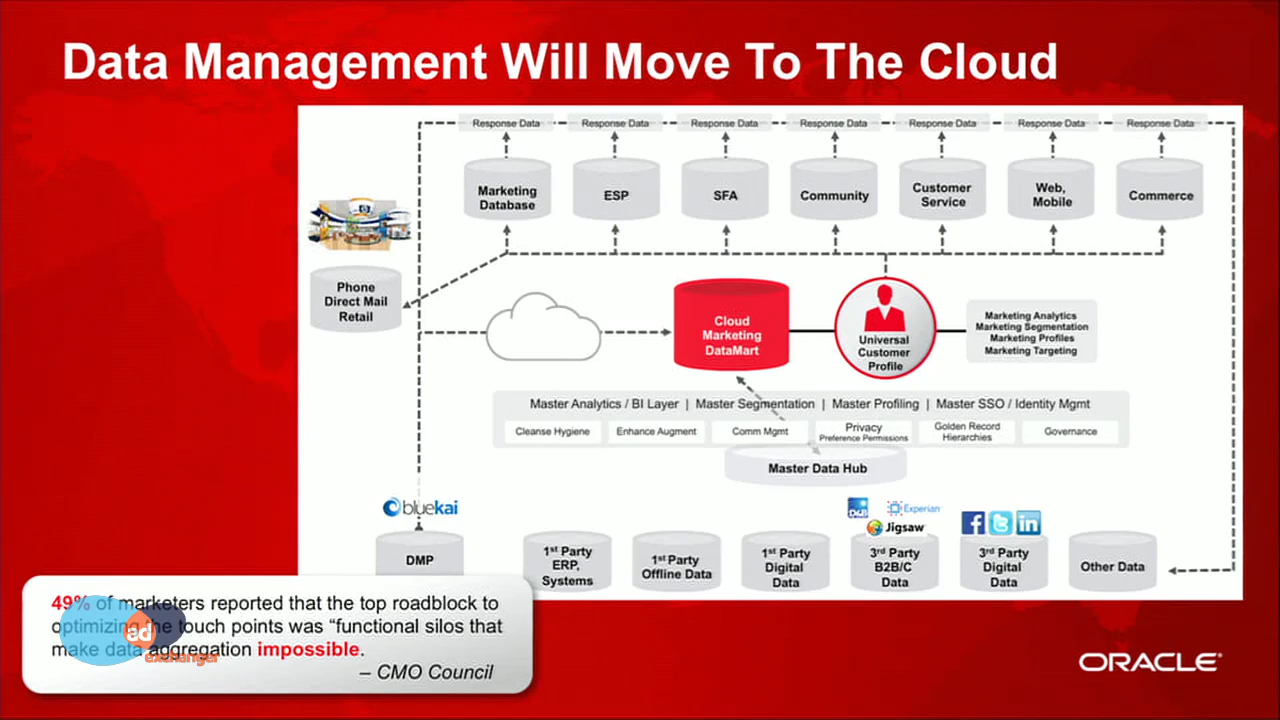 Data Management Will Move To The Cloud
Response Data
Response Data
Response Data
Response Data
Response Data
Response Data
Response Data
Marketing
Database
ESP
SFA
Community
Customer
Service
Web,
Mobile
Commerce
Phone
Direct Mail
Retail
Cloud
Marketing
DataMart
Universal
Customer
Profile
Marketing Analytics
Marketing Segmentation
Marketing Profiles
Marketing Targeting
Master Analytics / BI Layer | Master Segmentation | Master Profiling | Master SSO / Identity Mgmt
Cleanse Hygiene
Enhance Augment
Comm Mgmt
Privacy
Preference Permissions
Golden Record
Hierarchies
Governance
Master Data Hub
bluekai
D&B
Experian
Jigsaw
f
t
in
DMP
1st Party
ERP,
Systems
1st Party
Offline Data
1st Party
Digital
Data
3rd Party
B2B/C
Data
3rd Party
Digital
Data
Other Data
49% of marketers reported that the top roadblock to
optimizing the touch points was “functional silos that
make data aggregation impossible.
– CMO Council
ad
exchanger
ORACLE